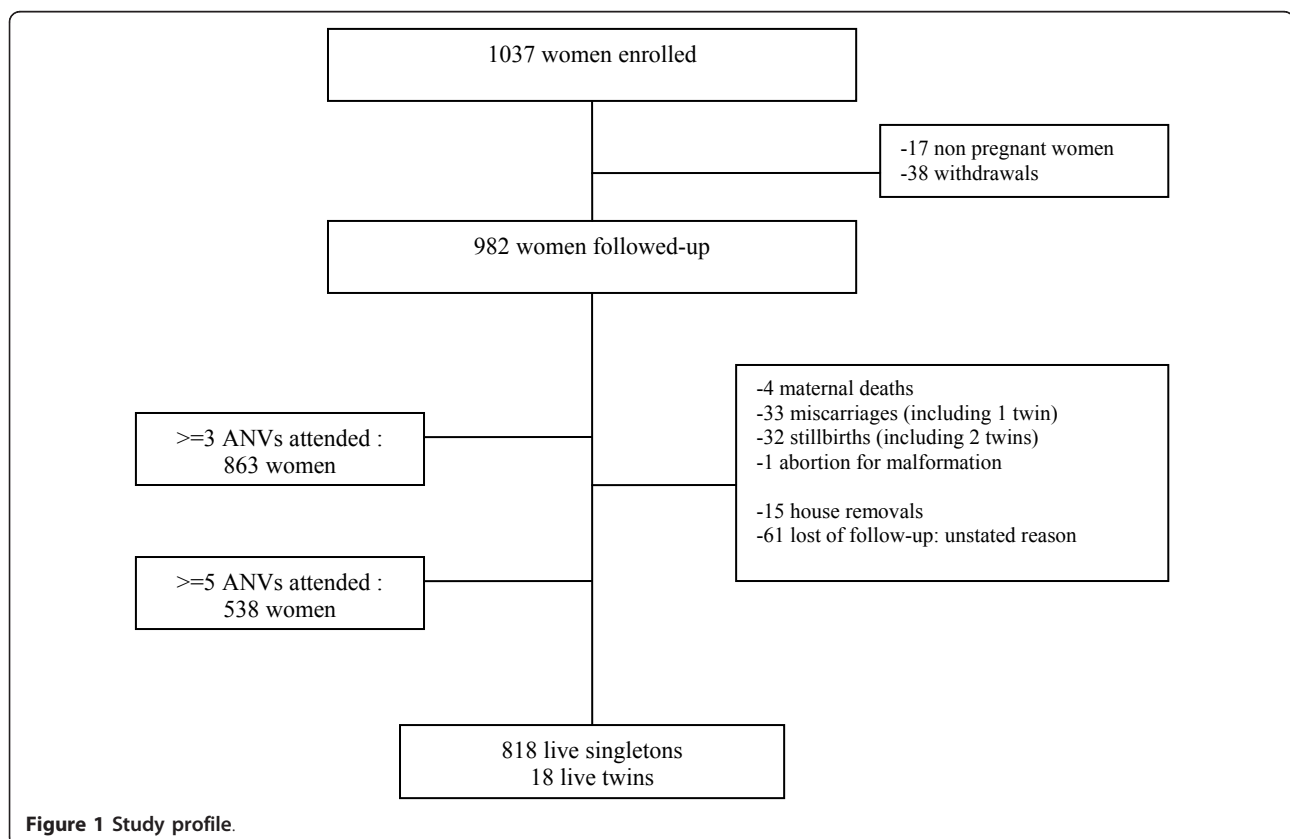 1037 women enrolled
-17 non pregnant women
-38 withdrawals
982 women followed-up
-4 maternal deaths
-33 miscarriages (including 1 twin)
-32 stillbirths (including 2 twins)
-1 abortion for malformation
-15 house removals
-61 lost of follow-up: unstated reason
>=3 ANVs attended :
863 women
>=5 ANVs attended :
538 women
818 live singletons
18 live twins
Figure 1 Study profile.